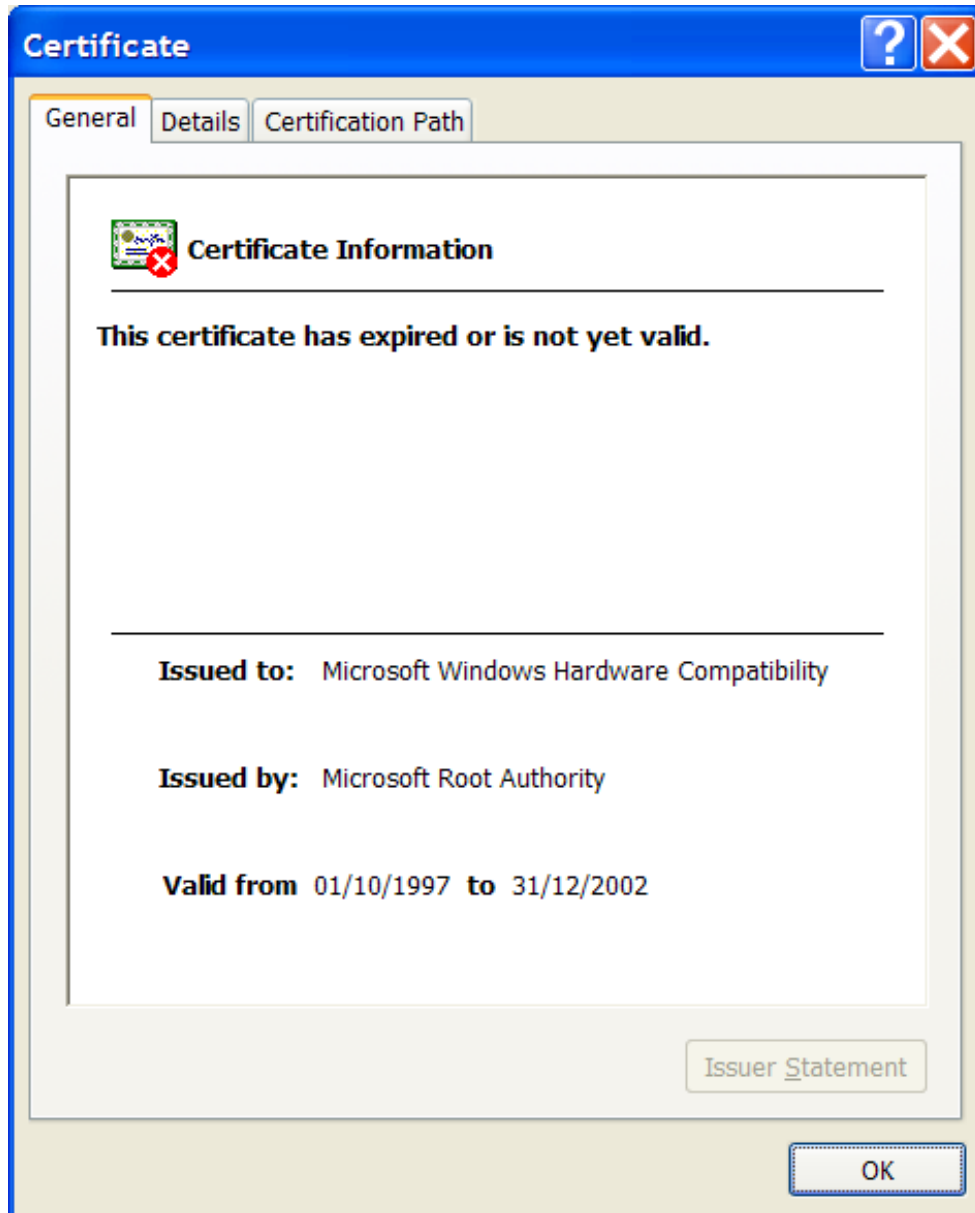 Certificate
General Details Certification Path
Certificate Information
This certificate has expired or is not yet valid.
Issued to: Microsoft Windows Hardware Compatibility
Issued by: Microsoft Root Authority
Valid from 01/10/1997 to 31/12/2002
Issuer Statement
OK